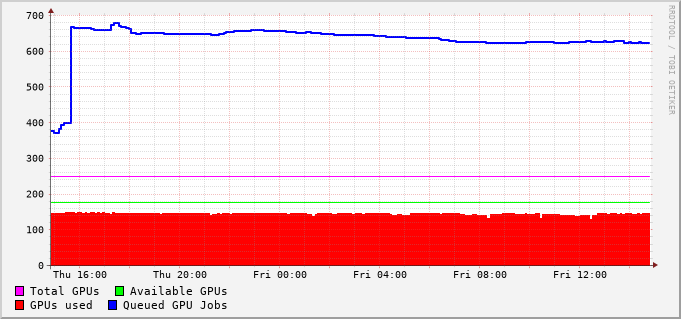 700
600
500
400
300
200
100
0
Thu 16:00 Thu 20:00 Fri 00:00 Fri 04:00 Fri 08:00 Fri 12:00
Total GPUs Available GPUs
GPUs used Queued GPU Jobs
RRDTOOL / TOBI OETIKER